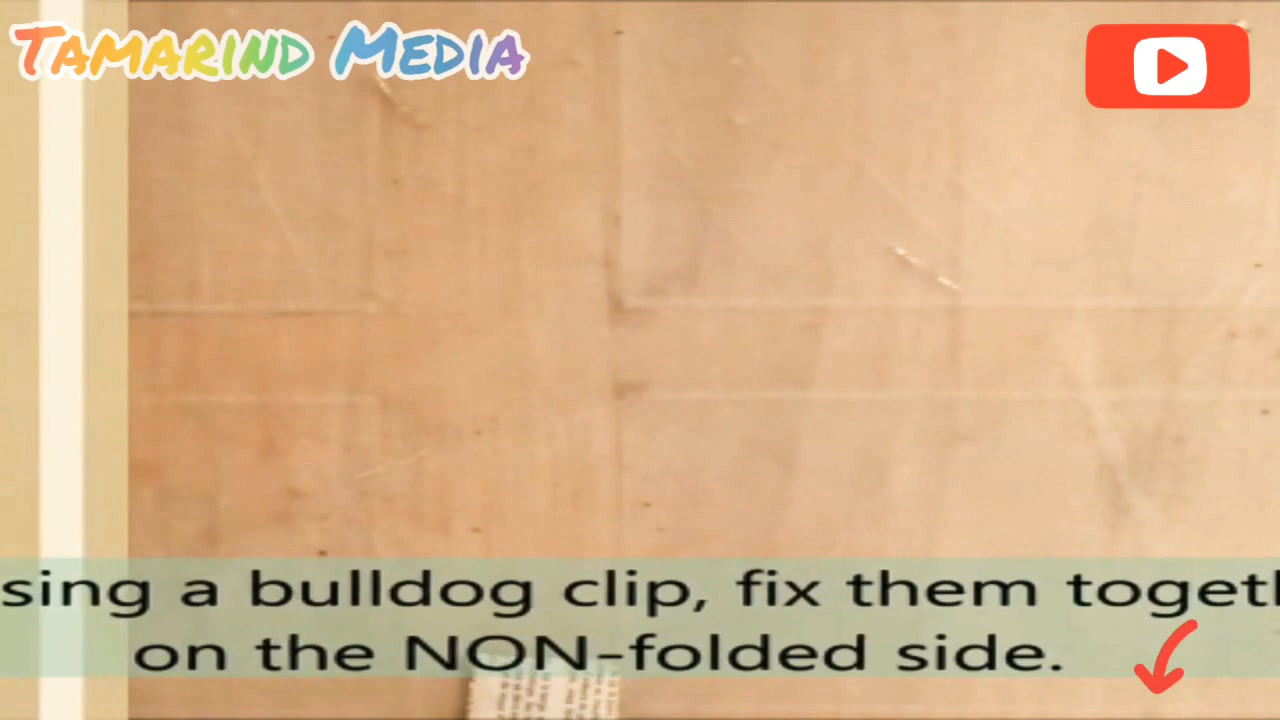 Tamarind Media
sing a bulldog clip, fix them togeth
on the NON-folded side.